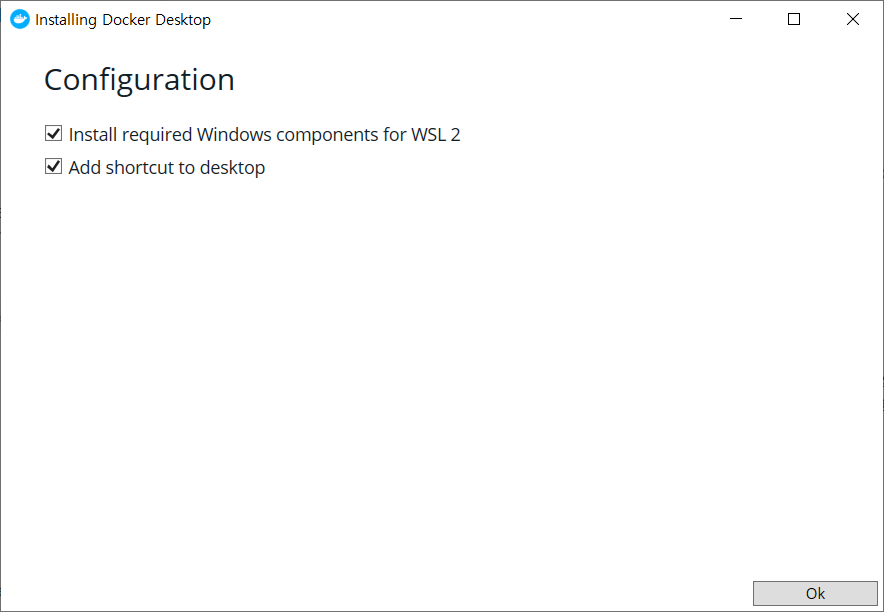 Installing Docker Desktop
Configuration
Install required Windows components for WSL 2
Add shortcut to desktop
Ok